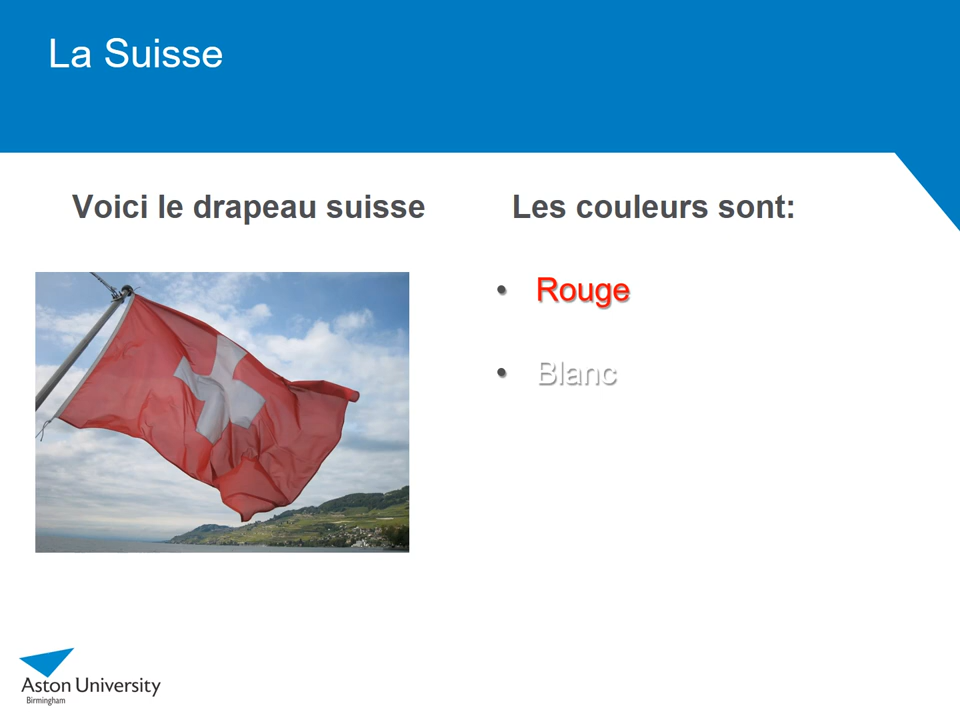 La Suisse
Voici le drapeau suisse
Les couleurs sont:
• Rouge
• Blanc
Aston University
Birmingham